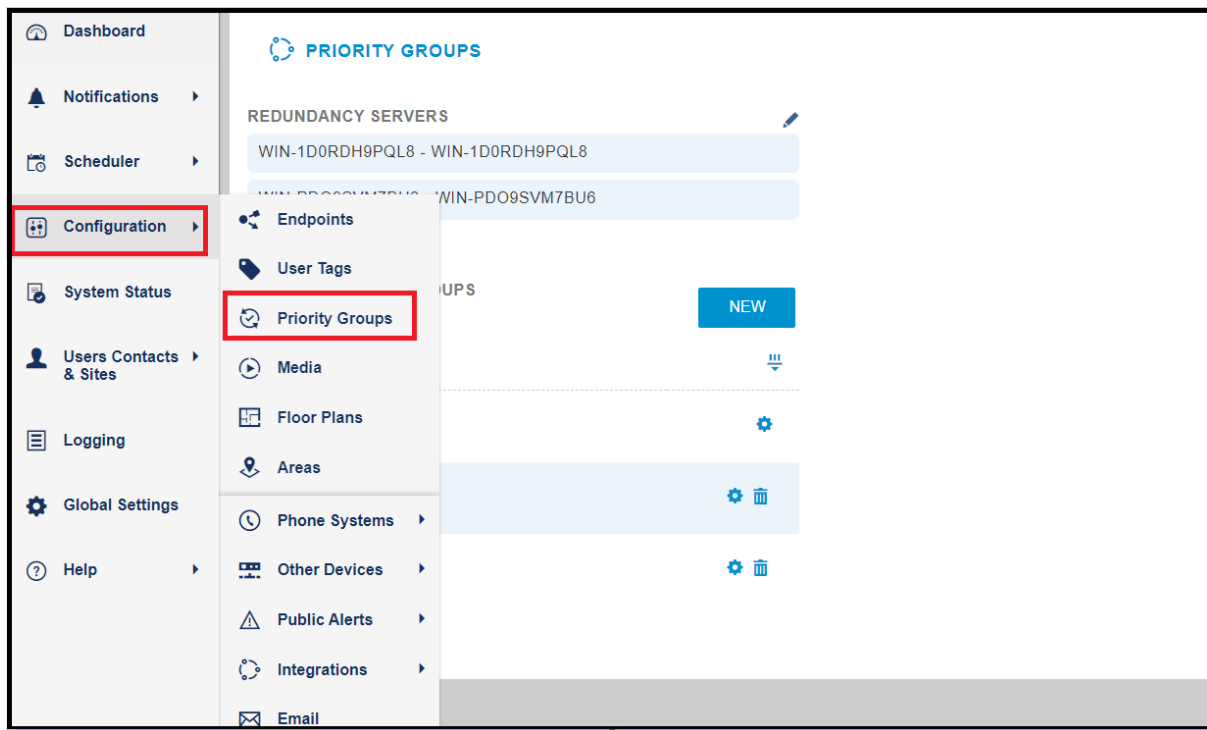 Dashboard
Notifications
Scheduler
Configuration
System Status
Users Contacts
& Sites
Logging
Global Settings
Help
Endpoints
User Tags
Priority Groups
Media
Floor Plans
Areas
Phone Systems
Other Devices
Public Alerts
Integrations
Email
PRIORITY GROUPS
REDUNDANCY SERVERS
WIN-1D0RDH9PQL8 - WIN-1D0RDH9PQL8
- WIN-PDO9SVM7BU6
UPS
NEW